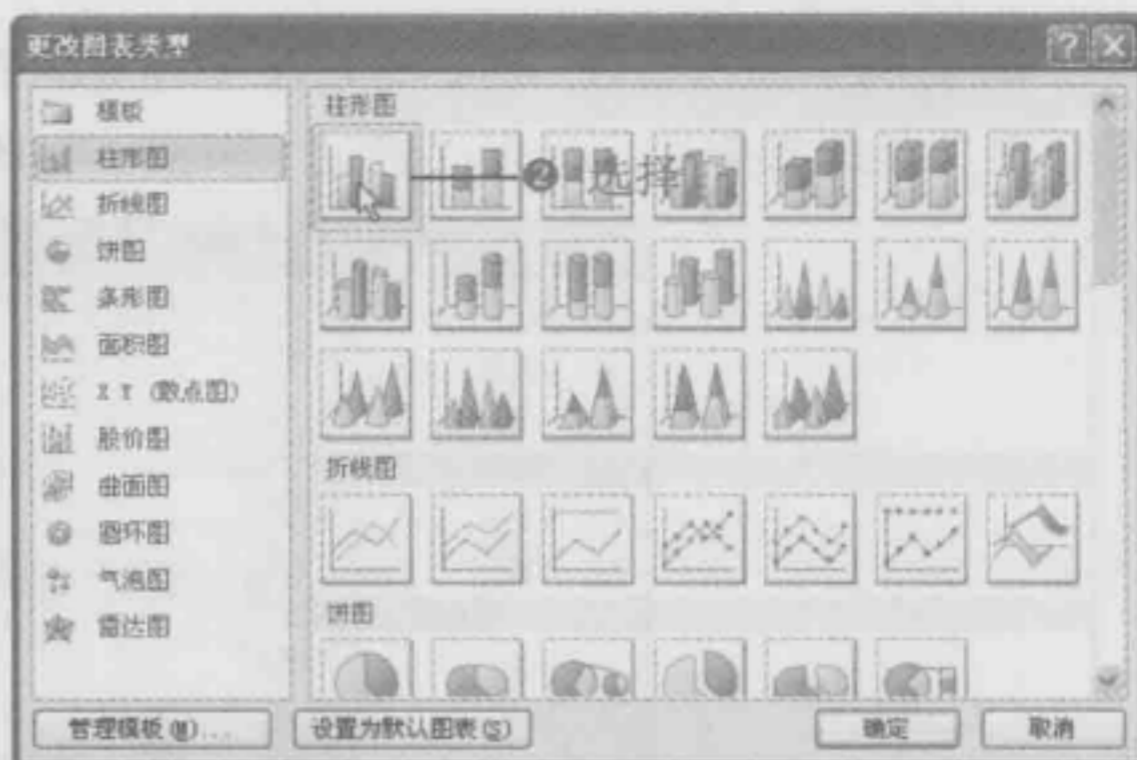 更改图表类型
模板
柱形图
折线图
饼图
条形图
面积图
X Y (散点图)
股价图
曲面图
圆环图
气泡图
雷达图
柱形图
❷ 选择
折线图
饼图
管理模板(M)...
设置为默认图表(S)
确定
取消